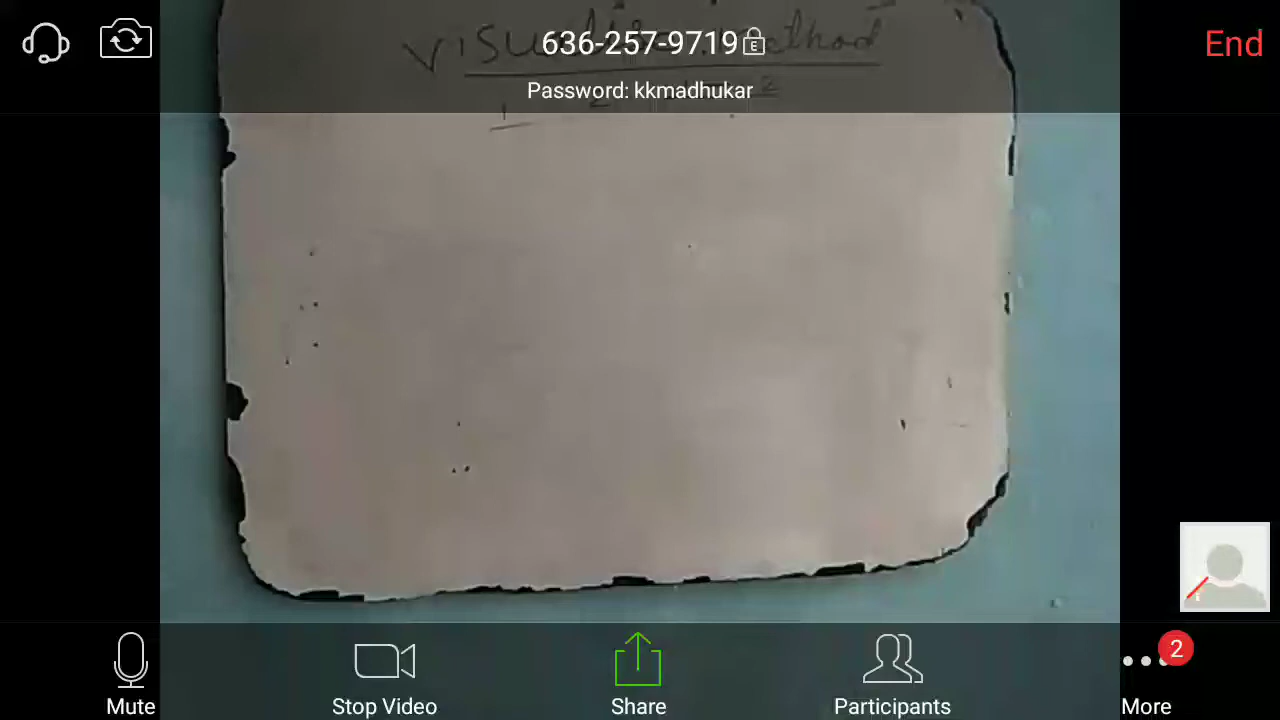 636-257-9719
End
Password: kkmadhukar
2
Mute
Stop Video
Share
Participants
More